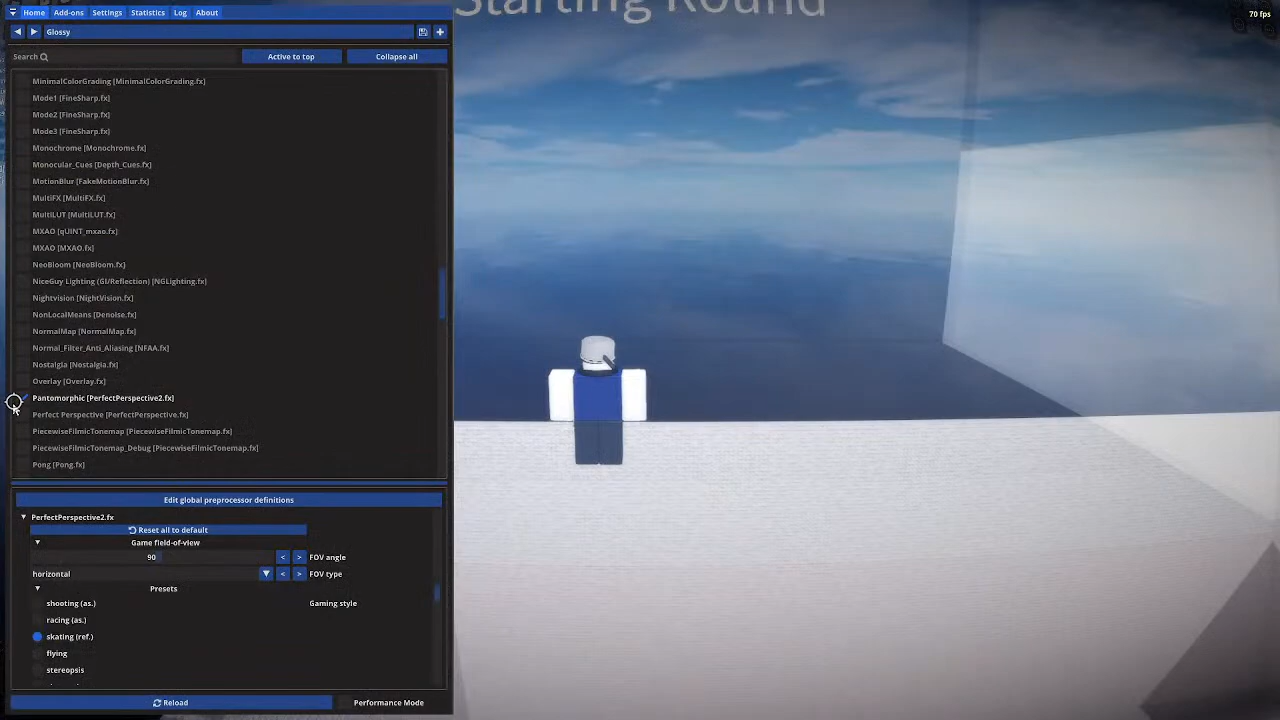 Home Add-ons Settings Statistics Log About
Starting Round
70 fps
Glossy
Search Active to top Collapse all
MinimalColorGrading [MinimalColorGrading.fx]
Mode1 [FineSharp.fx]
Mode2 [FineSharp.fx]
Mode3 [FineSharp.fx]
Monochrome [Monochrome.fx]
Monocular_Cues [Depth_Cues.fx]
MotionBlur [FakeMotionBlur.fx]
MultiFX [MultiFX.fx]
MultiLUT [MultiLUT.fx]
MXAO [qUINT_mxao.fx]
MXAO [MXAO.fx]
NeoBloom [NeoBloom.fx]
NiceGuy Lighting (GI/Reflection) [NGLighting.fx]
Nightvision [NightVision.fx]
NonLocalMeans [Denoise.fx]
NormalMap [NormalMap.fx]
Normal_Filter_Anti_Aliasing [NFAA.fx]
Nostalgia [Nostalgia.fx]
Overlay [Overlay.fx]
Pantomorphic [PerfectPerspective2.fx]
Perfect Perspective [PerfectPerspective.fx]
PiecewiseFilmicTonemap [PiecewiseFilmicTonemap.fx]
PiecewiseFilmicTonemap_Debug [PiecewiseFilmicTonemap.fx]
Pong [Pong.fx]
Edit global preprocessor definitions
PerfectPerspective2.fx
Reset all to default
Game field-of-view
90 < > FOV angle
horizontal < > FOV type
Presets
shooting (as.) Gaming style
racing (as.)
skating (ref.)
flying
stereopsis
Reload Performance Mode